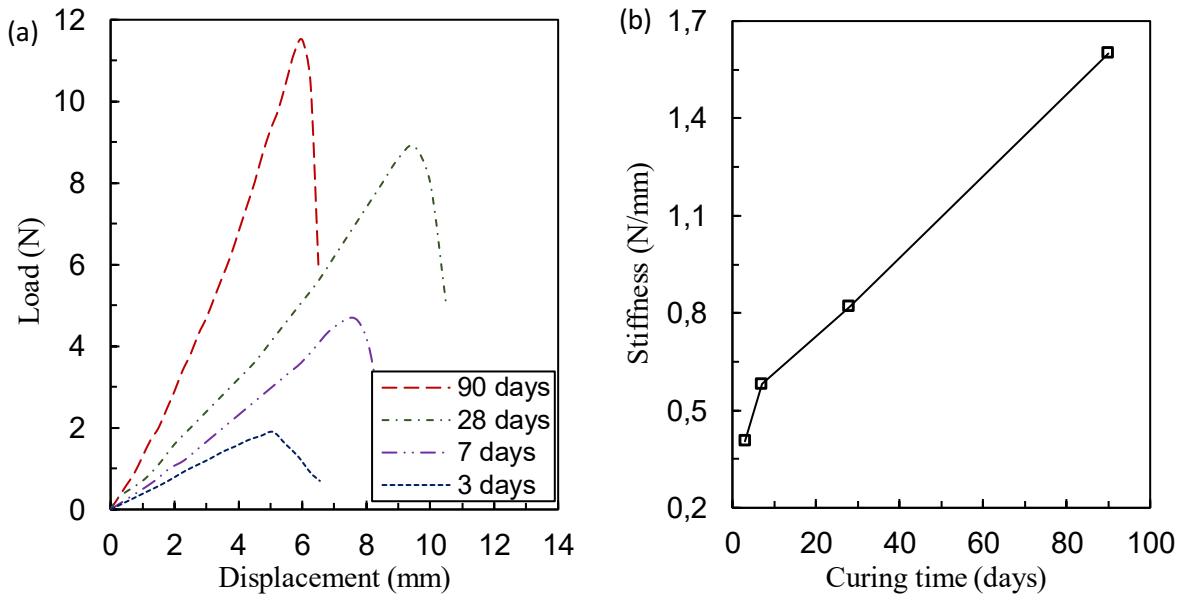 (a)
12
10
8
6
4
2
0
Load (N)
90 days
28 days
7 days
3 days
0 2 4 6 8 10 12 14
Displacement (mm)
(b)
1,7
1,4
1,1
0,8
0,5
0,2
Stiffness (N/mm)
0 20 40 60 80 100
Curing time (days)